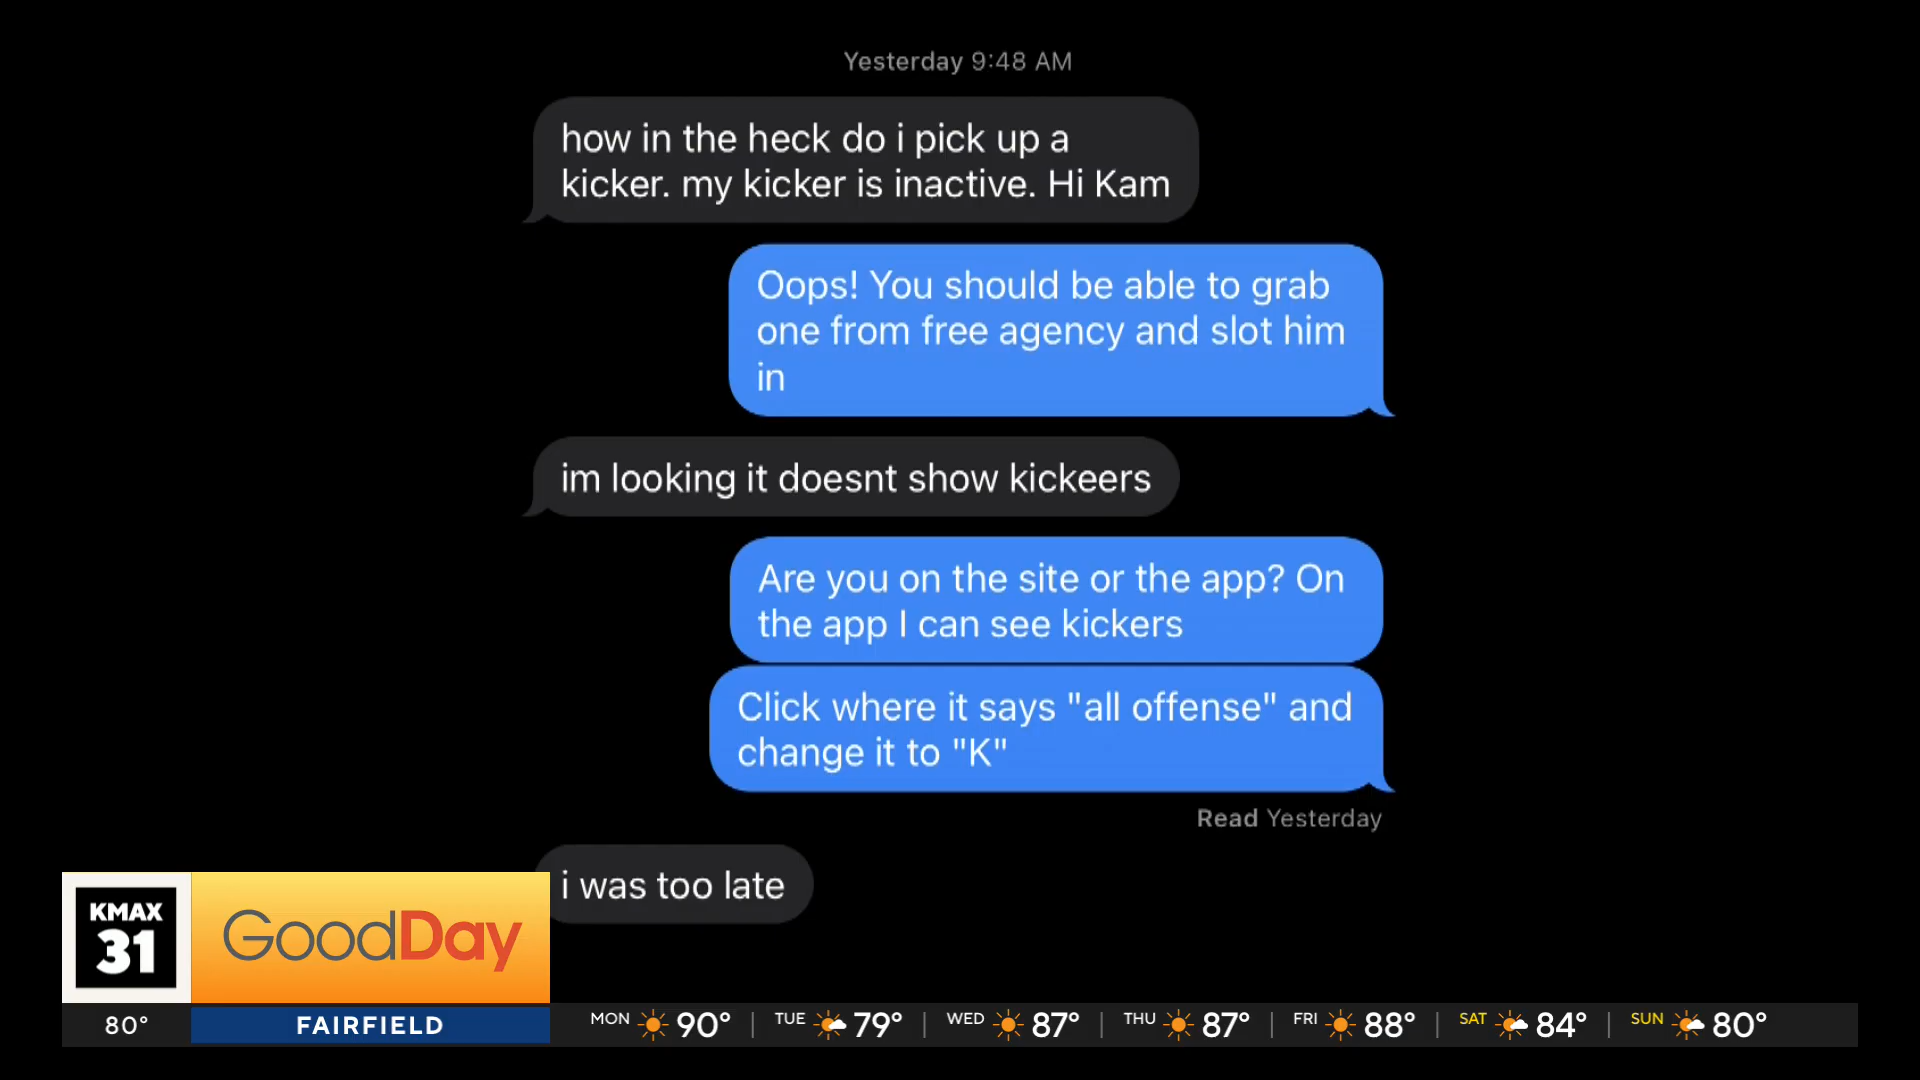 Yesterday 9:48 AM
how in the heck do i pick up a
kicker. my kicker is inactive. Hi Kam
Oops! You should be able to grab
one from free agency and slot him
in
im looking it doesnt show kickeers
Are you on the site or the app? On
the app I can see kickers
Click where it says "all offense" and
change it to "K"
Read Yesterday
i was too late
KMAX
31
GoodDay
80° FAIRFIELD MON 90° | TUE 79° | WED 87° | THU 87° | FRI 88° | SAT 84° | SUN 80°